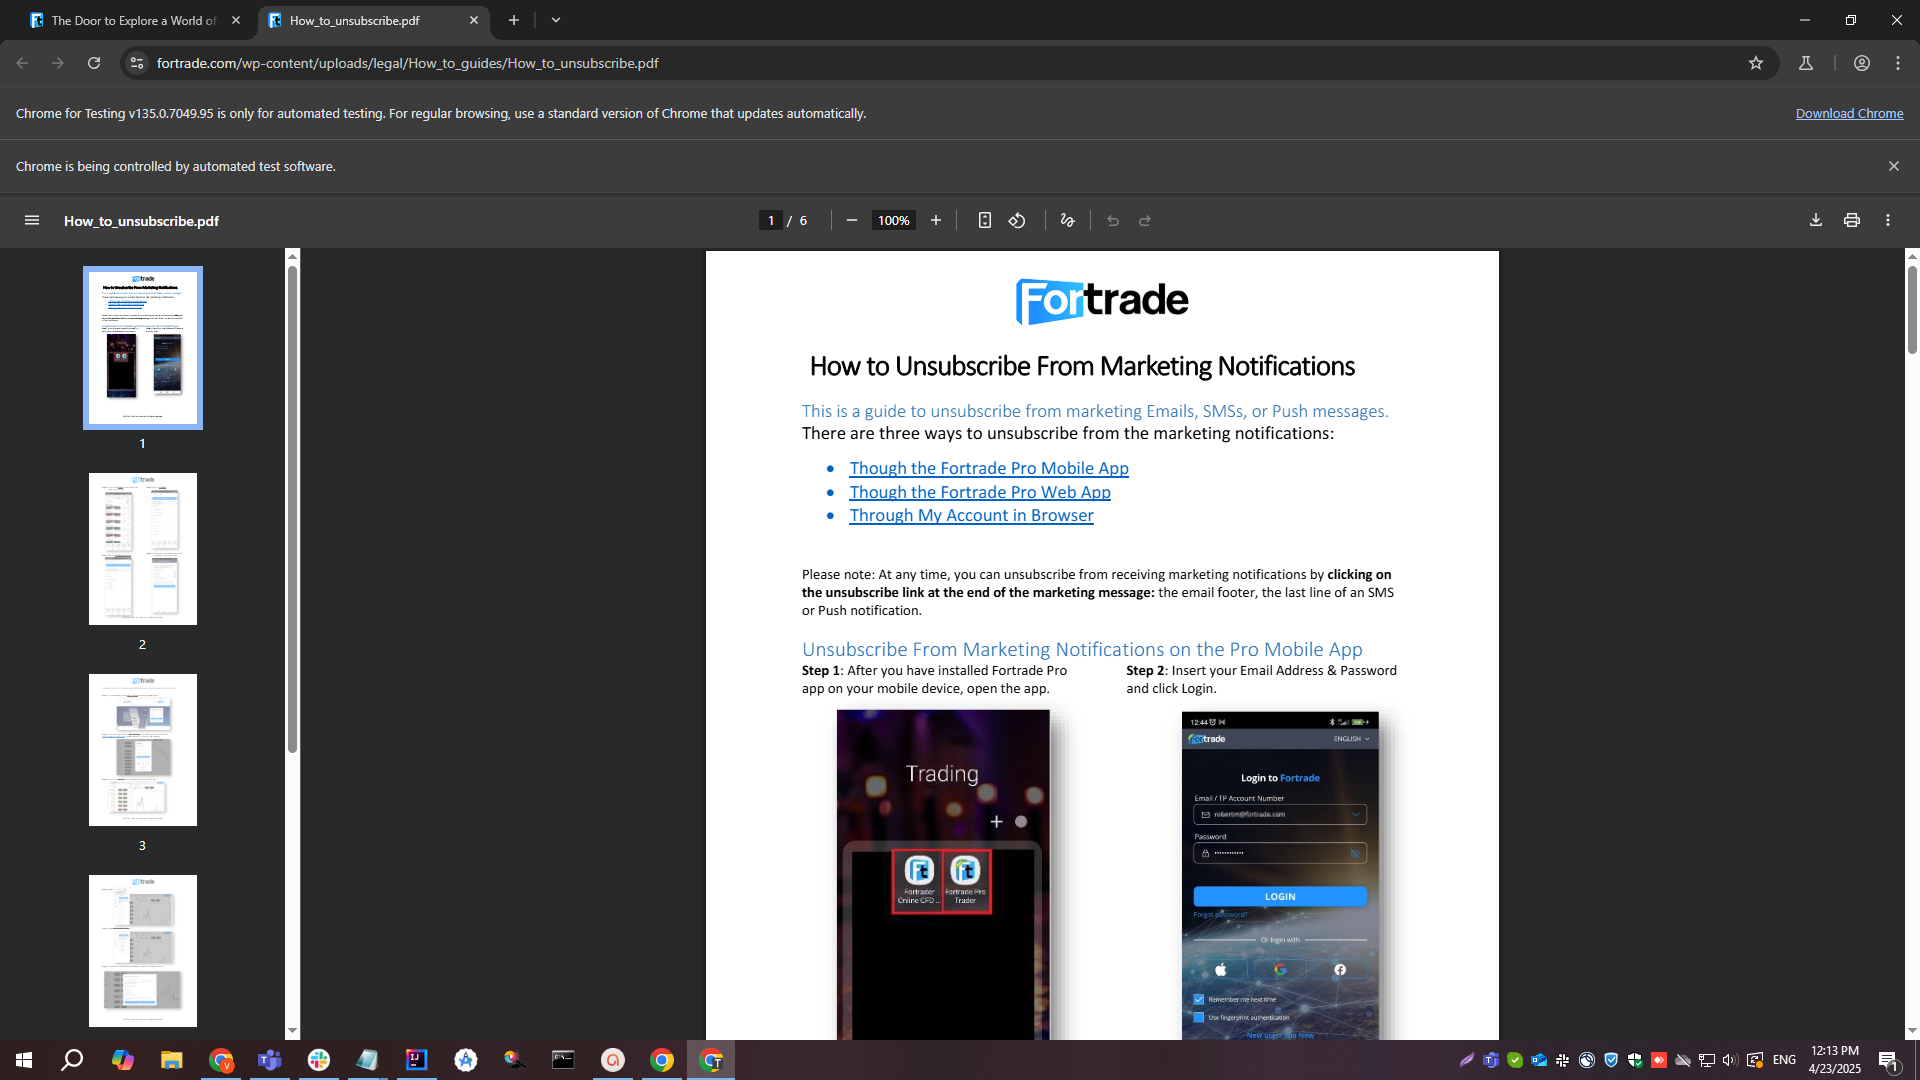 The Door to Explore a World of
How_to_unsubscribe.pdf
fortrade.com/wp-content/uploads/legal/How_to_guides/How_to_unsubscribe.pdf
Chrome for Testing v135.0.7049.95 is only for automated testing. For regular browsing, use a standard version of Chrome that updates automatically.
Download Chrome
Chrome is being controlled by automated test software.
How_to_unsubscribe.pdf
1 / 6
100%
1
2
3
Fortrade
How to Unsubscribe From Marketing Notifications
This is a guide to unsubscribe from marketing Emails, SMSs, or Push messages.
There are three ways to unsubscribe from the marketing notifications:
• Though the Fortrade Pro Mobile App
• Though the Fortrade Pro Web App
• Through My Account in Browser
Please note: At any time, you can unsubscribe from receiving marketing notifications by clicking on
the unsubscribe link at the end of the marketing message: the email footer, the last line of an SMS
or Push notification.
Unsubscribe From Marketing Notifications on the Pro Mobile App
Step 1: After you have installed Fortrade Pro
app on your mobile device, open the app.
Step 2: Insert your Email Address & Password
and click Login.
Trading
Fortrader
Online CFD ...
Fortrade Pro
Trader
12:44
Fortrade
ENGLISH
Login to Fortrade
Email / TP Account Number
robertm@fortrade.com
Password
LOGIN
Forgot password?
Or login with
Remember me next time
Use fingerprint authentication
ENG
12:13 PM
4/23/2025
1